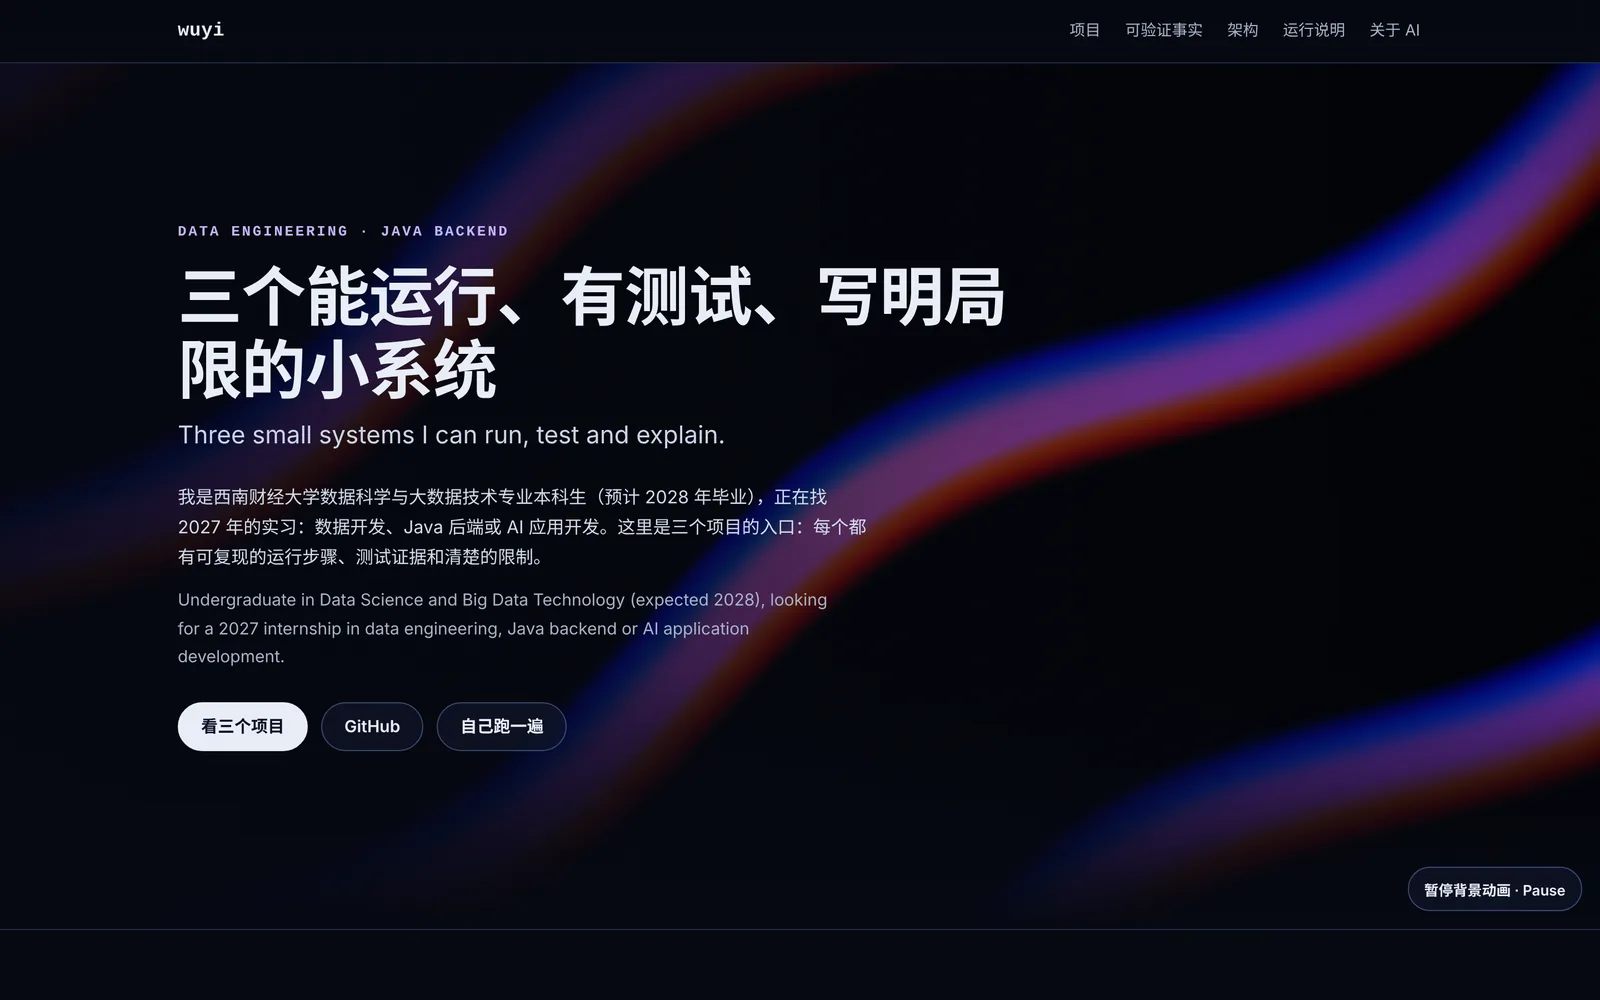 wuyi
项目 可验证事实 架构 运行说明 关于 AI
DATA ENGINEERING · JAVA BACKEND
三个能运行、有测试、写明局
限的小系统
Three small systems I can run, test and explain.
我是西南财经大学数据科学与大数据技术专业本科生（预计 2028 年毕业），正在找
2027 年的实习：数据开发、Java 后端或 AI 应用开发。这里是三个项目的入口：每个都
有可复现的运行步骤、测试证据和清楚的限制。
Undergraduate in Data Science and Big Data Technology (expected 2028), looking
for a 2027 internship in data engineering, Java backend or AI application
development.
看三个项目 GitHub 自己跑一遍
暂停背景动画 · Pause